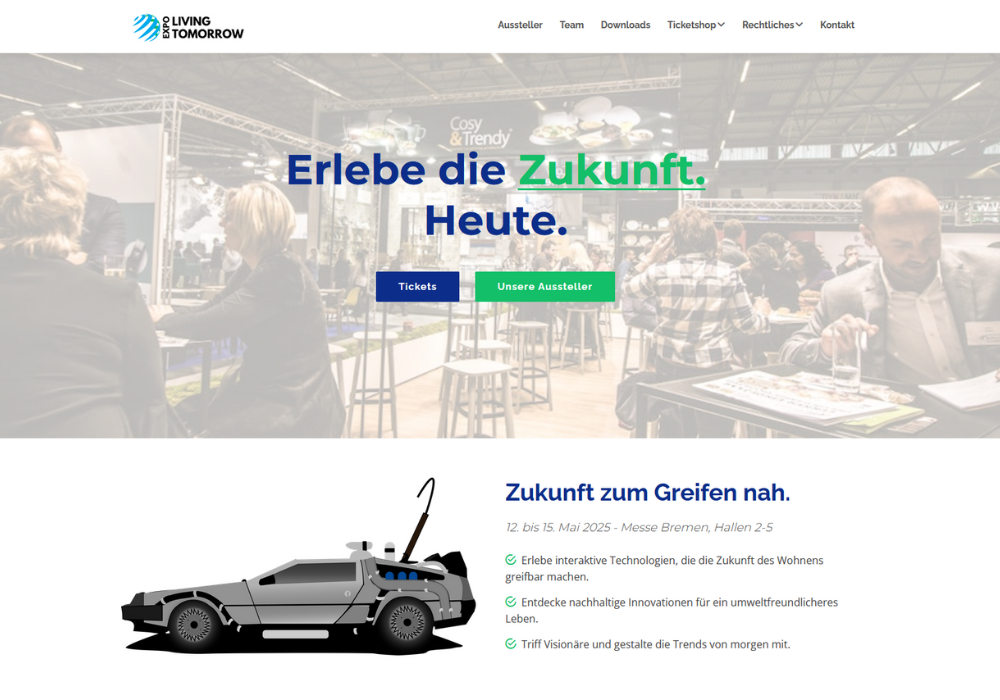 EXPO LIVING TOMORROW
Aussteller Team Downloads Ticketshop Rechtliches Kontakt
Cosy
&Trendy
Erlebe die Zukunft.
Heute.
Tickets Unsere Aussteller
Zukunft zum Greifen nah.
12. bis 15. Mai 2025 - Messe Bremen, Hallen 2-5
Erlebe interaktive Technologien, die die Zukunft des Wohnens
greifbar machen.
Entdecke nachhaltige Innovationen für ein umweltfreundlicheres
Leben.
Triff Visionäre und gestalte die Trends von morgen mit.